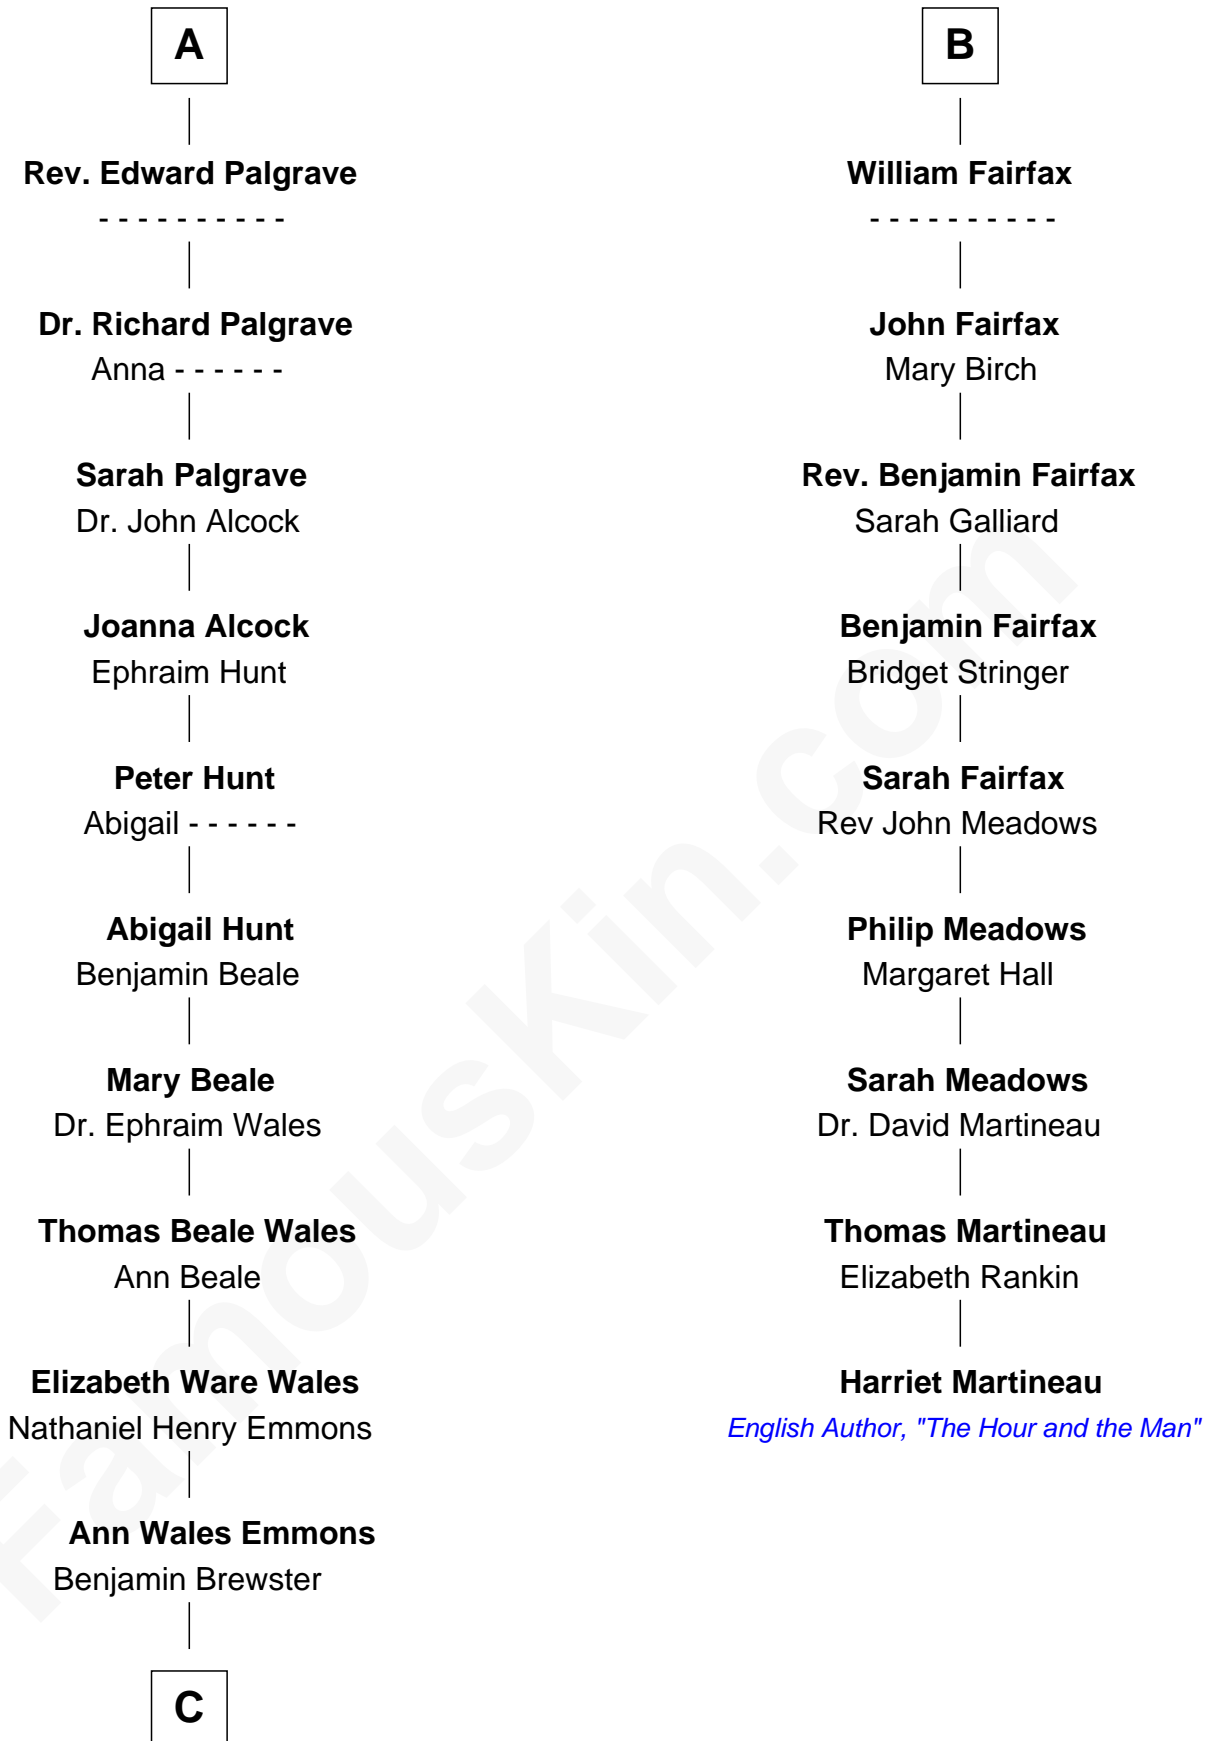 A
Rev. Edward Palgrave
- - - - - - - - - -
Dr. Richard Palgrave
Anna - - - - - -
Sarah Palgrave
Dr. John Alcock
Joanna Alcock
Ephraim Hunt
Peter Hunt
Abigail - - - - - -
Abigail Hunt
Benjamin Beale
Mary Beale
Dr. Ephraim Wales
Thomas Beale Wales
Ann Beale
Elizabeth Ware Wales
Nathaniel Henry Emmons
Ann Wales Emmons
Benjamin Brewster
C
B
William Fairfax
- - - - - - - - - -
John Fairfax
Mary Birch
Rev. Benjamin Fairfax
Sarah Galliard
Benjamin Fairfax
Bridget Stringer
Sarah Fairfax
Rev John Meadows
Philip Meadows
Margaret Hall
Sarah Meadows
Dr. David Martineau
Thomas Martineau
Elizabeth Rankin
Harriet Martineau
English Author, "The Hour and the Man"
FamousKin.com